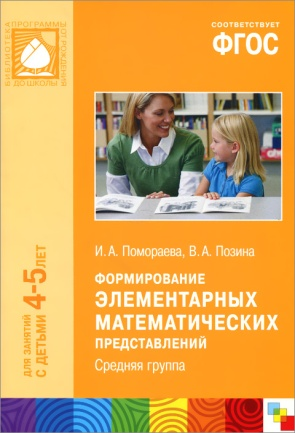 БИБЛИОТЕКА
ПРОГРАММЫ
ОТ РОЖДЕНИЯ
ДО ШКОЛЫ
СООТВЕТСТВУЕТ
ФГОС
И. А. Помораева, В. А. Позина
ФОРМИРОВАНИЕ
ЭЛЕМЕНТАРНЫХ
МАТЕМАТИЧЕСКИХ
ПРЕДСТАВЛЕНИЙ
Средняя группа
ДЛЯ ЗАНЯТИЙ
С ДЕТЬМИ 4-5 ЛЕТ